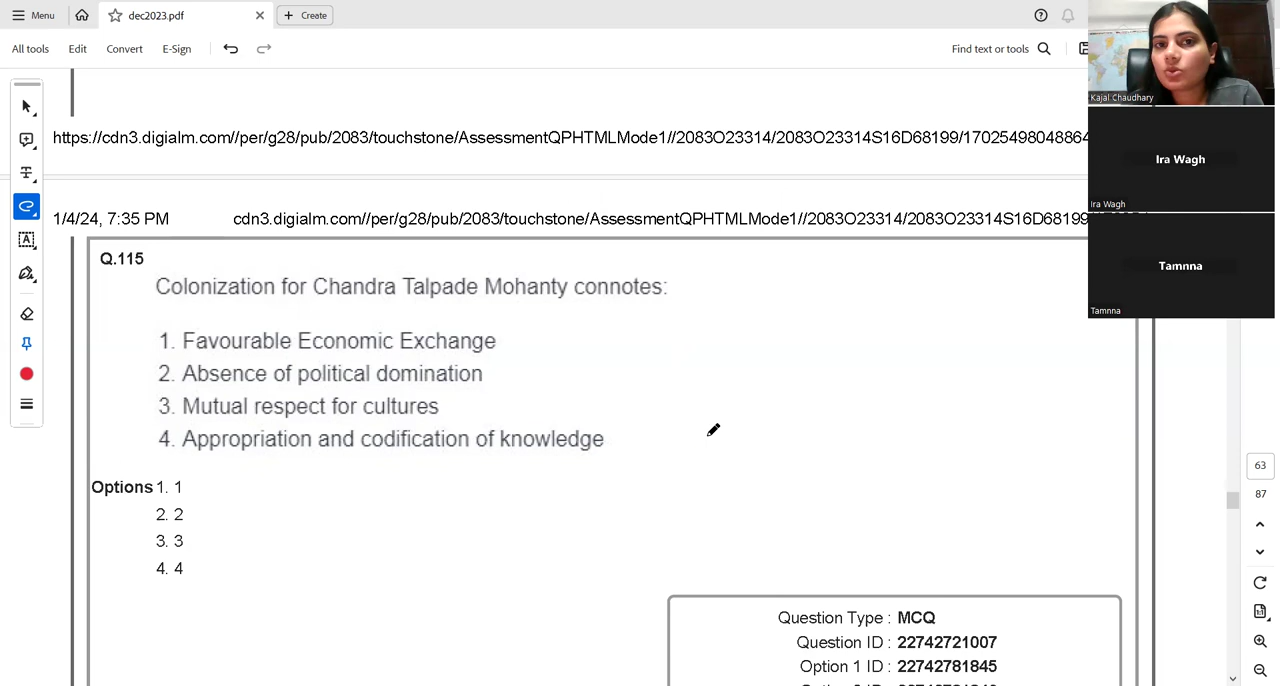 Menu
dec2023.pdf
Create
All tools Edit Convert E-Sign
Find text or tools
https://cdn3.digialm.com//per/g28/pub/2083/touchstone/AssessmentQPHTMLMode1//2083O23314/2083O23314S16D68199/17025498048864
1/4/24, 7:35 PM cdn3.digialm.com//per/g28/pub/2083/touchstone/AssessmentQPHTMLMode1//2083O23314/2083O23314S16D68199
Q.115
Colonization for Chandra Talpade Mohanty connotes:
1. Favourable Economic Exchange
2. Absence of political domination
3. Mutual respect for cultures
4. Appropriation and codification of knowledge
Options 1. 1
2. 2
3. 3
4. 4
Question Type : MCQ
Question ID : 22742721007
Option 1 ID : 22742781845
Kajal Chaudhary
Ira Wagh
Ira Wagh
Tamnna
Tamnna
63
87